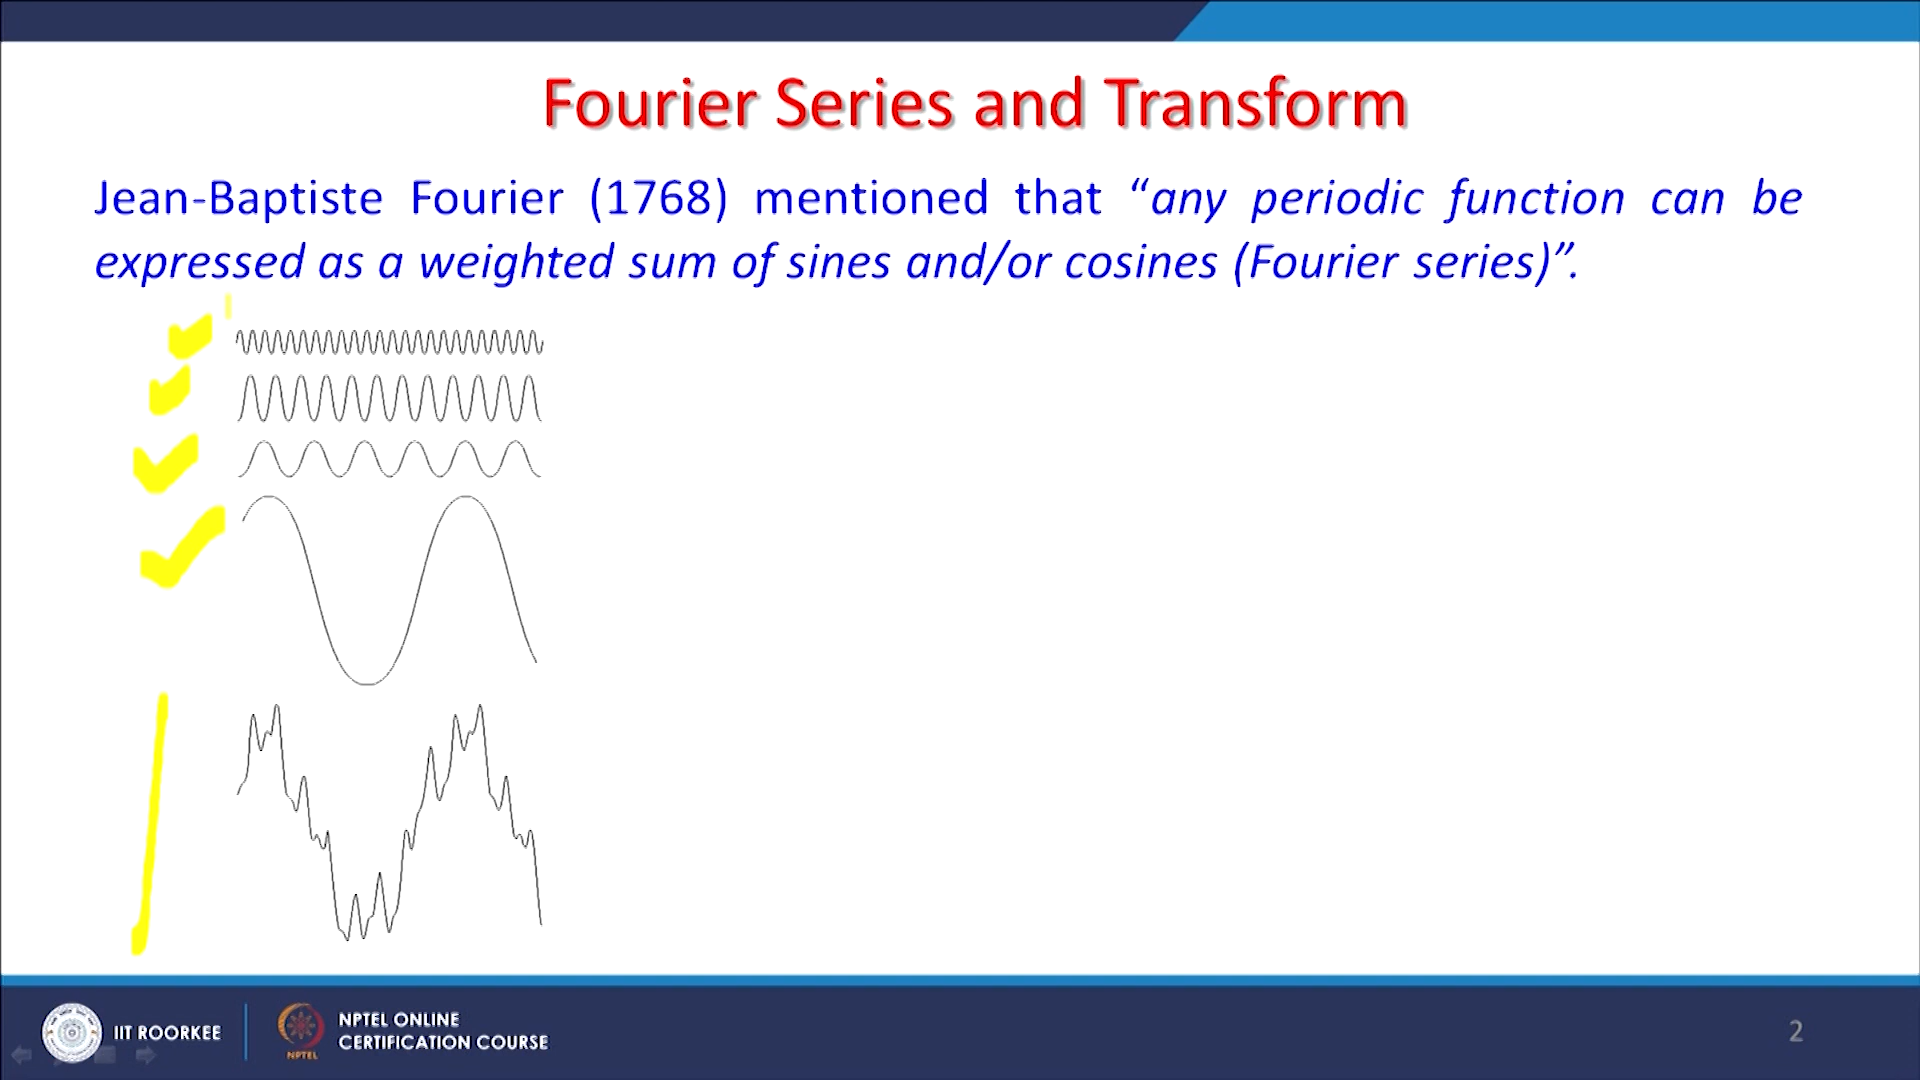 Fourier Series and Transform
Jean-Baptiste Fourier (1768) mentioned that “any periodic function can be
expressed as a weighted sum of sines and/or cosines (Fourier series)”.
IIT ROORKEE
NPTEL
NPTEL ONLINE
CERTIFICATION COURSE
2